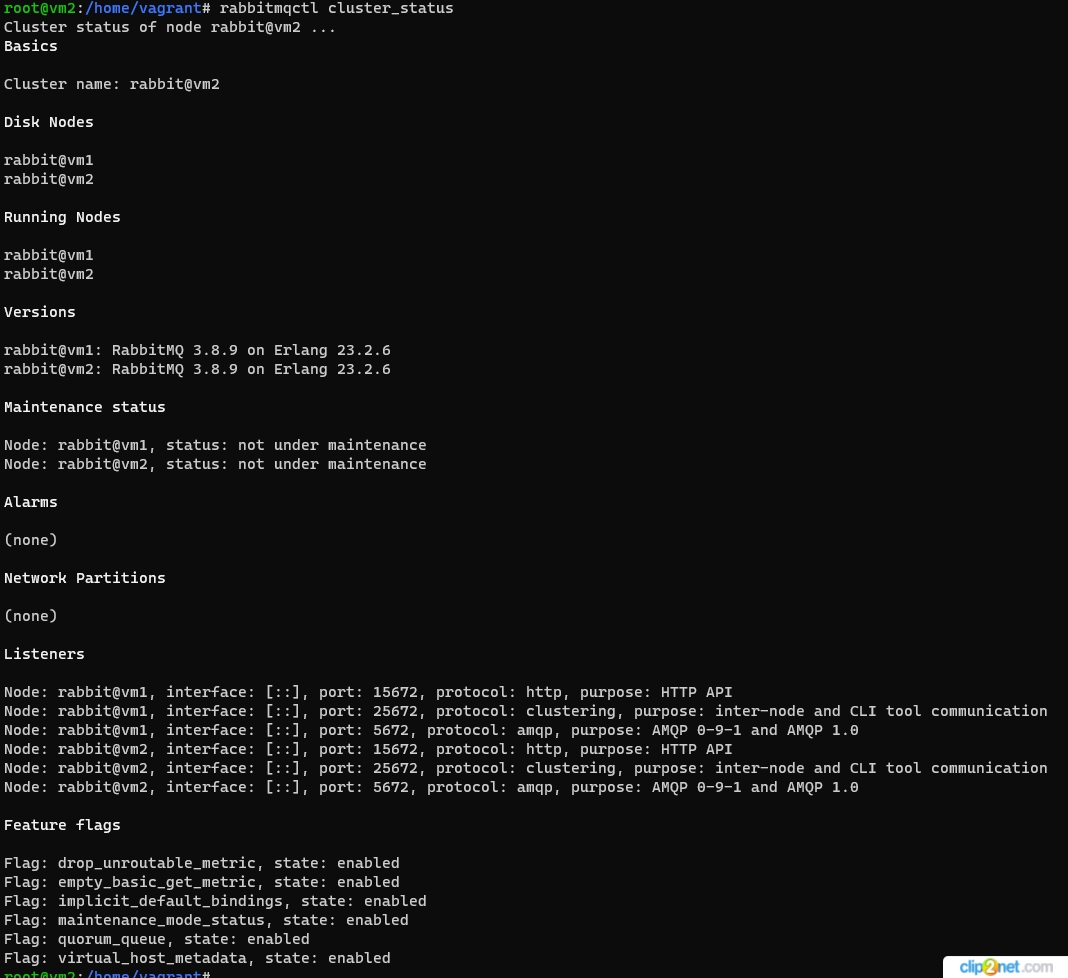 root@vm2:/home/vagrant# rabbitmqctl cluster_status
Cluster status of node rabbit@vm2 ...
Basics
Cluster name: rabbit@vm2
Disk Nodes
rabbit@vm1
rabbit@vm2
Running Nodes
rabbit@vm1
rabbit@vm2
Versions
rabbit@vm1: RabbitMQ 3.8.9 on Erlang 23.2.6
rabbit@vm2: RabbitMQ 3.8.9 on Erlang 23.2.6
Maintenance status
Node: rabbit@vm1, status: not under maintenance
Node: rabbit@vm2, status: not under maintenance
Alarms
(none)
Network Partitions
(none)
Listeners
Node: rabbit@vm1, interface: [::], port: 15672, protocol: http, purpose: HTTP API
Node: rabbit@vm1, interface: [::], port: 25672, protocol: clustering, purpose: inter-node and CLI tool communication
Node: rabbit@vm1, interface: [::], port: 5672, protocol: amqp, purpose: AMQP 0-9-1 and AMQP 1.0
Node: rabbit@vm2, interface: [::], port: 15672, protocol: http, purpose: HTTP API
Node: rabbit@vm2, interface: [::], port: 25672, protocol: clustering, purpose: inter-node and CLI tool communication
Node: rabbit@vm2, interface: [::], port: 5672, protocol: amqp, purpose: AMQP 0-9-1 and AMQP 1.0
Feature flags
Flag: drop_unroutable_metric, state: enabled
Flag: empty_basic_get_metric, state: enabled
Flag: implicit_default_bindings, state: enabled
Flag: maintenance_mode_status, state: enabled
Flag: quorum_queue, state: enabled
Flag: virtual_host_metadata, state: enabled
root@vm2:/home/vagrant#
clip2net.com